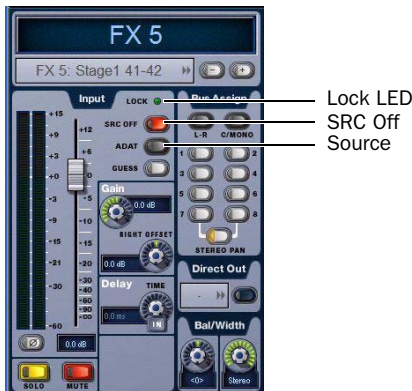 FX 5
FX 5: Stage1 41-42
Input
LOCK
Bus Assign
Lock LED
SRC OFF
SRC Off
L-R
C/MONO
ADAT
Source
GUESS
1
2
3
4
5
6
7
8
STEREO PAN
+15
+9
+3
+0
-3
-9
-15
-21
-30
-60
+12
+6
0
-5
-10
-15
-20
-30
-40
-60
-90
-∞
Gain
0.0 dB
RIGHT OFFSET
0.0 dB
Direct Out
-
Delay
TIME
0.0 ms
IN
Bal/Width
Ø
0.0 dB
SOLO
MUTE
<0>
Stereo